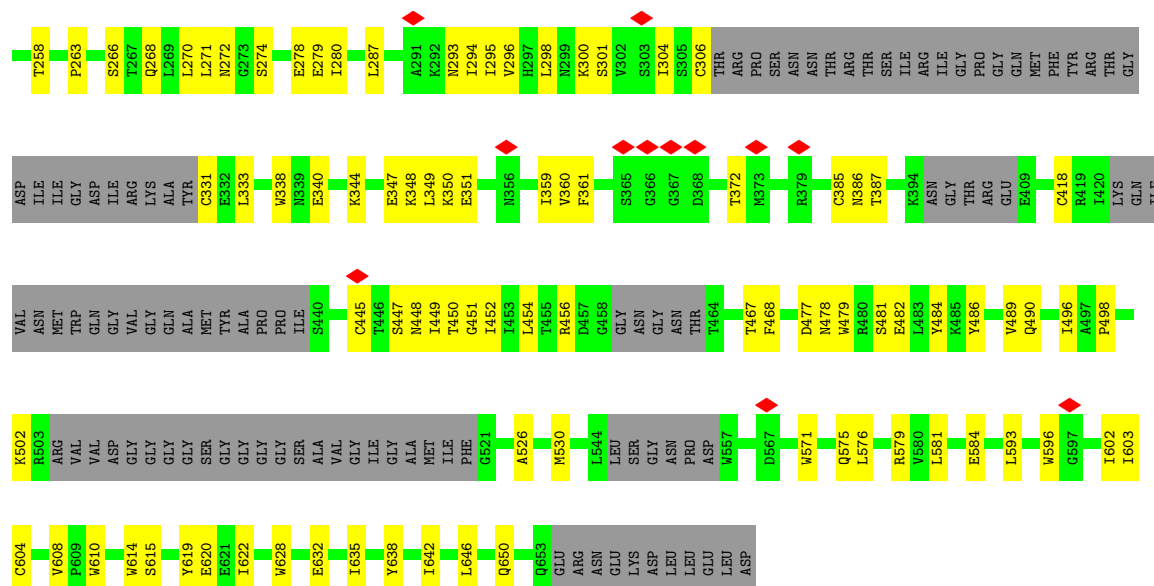 T258 P263 S266 T267 Q268 L269 L270 L271 N272 G273 S274 E278 E279 I280 L287 A291 K292 N293 I294 I295 V296 H297 L298 N299 K300 S301 V302 S303 I304 S305 C306 THR ARG PRO SER ASN ASN THR ARG THR SER ILE ARG ILE GLY PRO GLY GLN MET PHE TYR ARG THR GLY
ASP ILE ILE GLY ASP ILE ARG LYS ALA TYR C331 E332 L333 W338 N339 E340 K344 E347 K348 L349 K350 E351 N356 I359 V360 F361 S365 G366 G367 D368 T372 M373 R379 C385 N386 T387 K394 ASN GLY THR ARG GLU E409 C418 R419 I420 LYS GLN
VAL ASN MET TRP GLN GLY VAL GLY GLN ALA MET TYR ALA PRO PRO ILE S440 C445 T446 S447 N448 I449 T450 G451 I452 I453 L454 T455 R456 D457 G458 GLY ASN GLY ASN THR T464 T467 F468 D477 N478 W479 R480 S481 E482 L483 Y484 K485 Y486 V489 Q490 I496 A497 P498
K502 R503 ARG VAL VAL ASP GLY GLY GLY GLY SER GLY GLY GLY GLY SER ALA VAL GLY ILE GLY ALA MET ILE PHE G521 A526 M530 L544 LEU SER GLY ASN PRO ASP W557 D567 W571 Q575 L576 R579 V580 L581 E584 L593 W596 G597 I602 I603
C604 V608 P609 W610 W614 S615 Y619 E620 E621 I622 W628 E632 I635 Y638 I642 L646 Q650 Q653 GLU ARG ASN GLU LYS ASP LEU LEU GLU LEU ASP